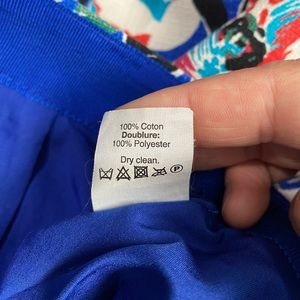 100% Coton
Doublure:
100% Polyester
Dry clean.
P